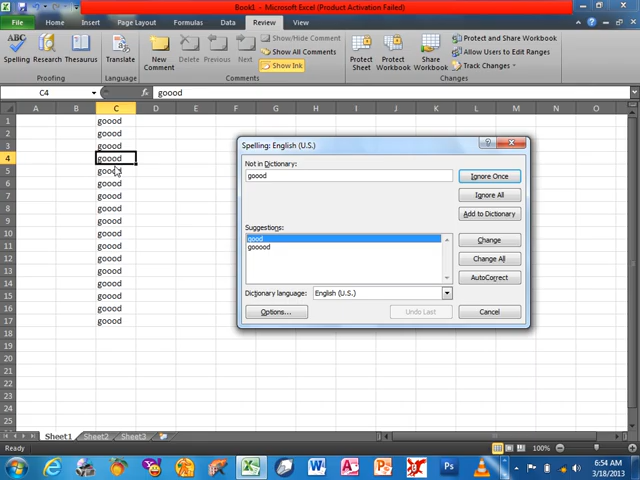 Book1 - Microsoft Excel (Product Activation Failed)
File Home Insert Page Layout Formulas Data Review View
Spelling Research Thesaurus Translate New Comment Delete Previous Next Show All Comments Show Ink Protect Sheet Protect Workbook Protect and Share Workbook Allow Users to Edit Ranges Track Changes
Proofing Language Comments Changes
C4 fx goood
A B C D E F G H I J K L M N O
1 goood
2 goood
3 goood
4 goood
5 goood
6 goood
7 goood
8 goood
9 goood
10 goood
11 goood
12 goood
13 goood
14 goood
15 goood
16 goood
17 goood
18
19
20
21
22
23
24
25
Spelling: English (U.S.)
Not in Dictionary:
goood
Ignore Once
Ignore All
Add to Dictionary
Suggestions:
good
gooood
Change
Change All
AutoCorrect
Dictionary language: English (U.S.)
Options... Undo Last Cancel
Sheet1 Sheet2 Sheet3
Ready 100%
6:54 AM
3/18/2013